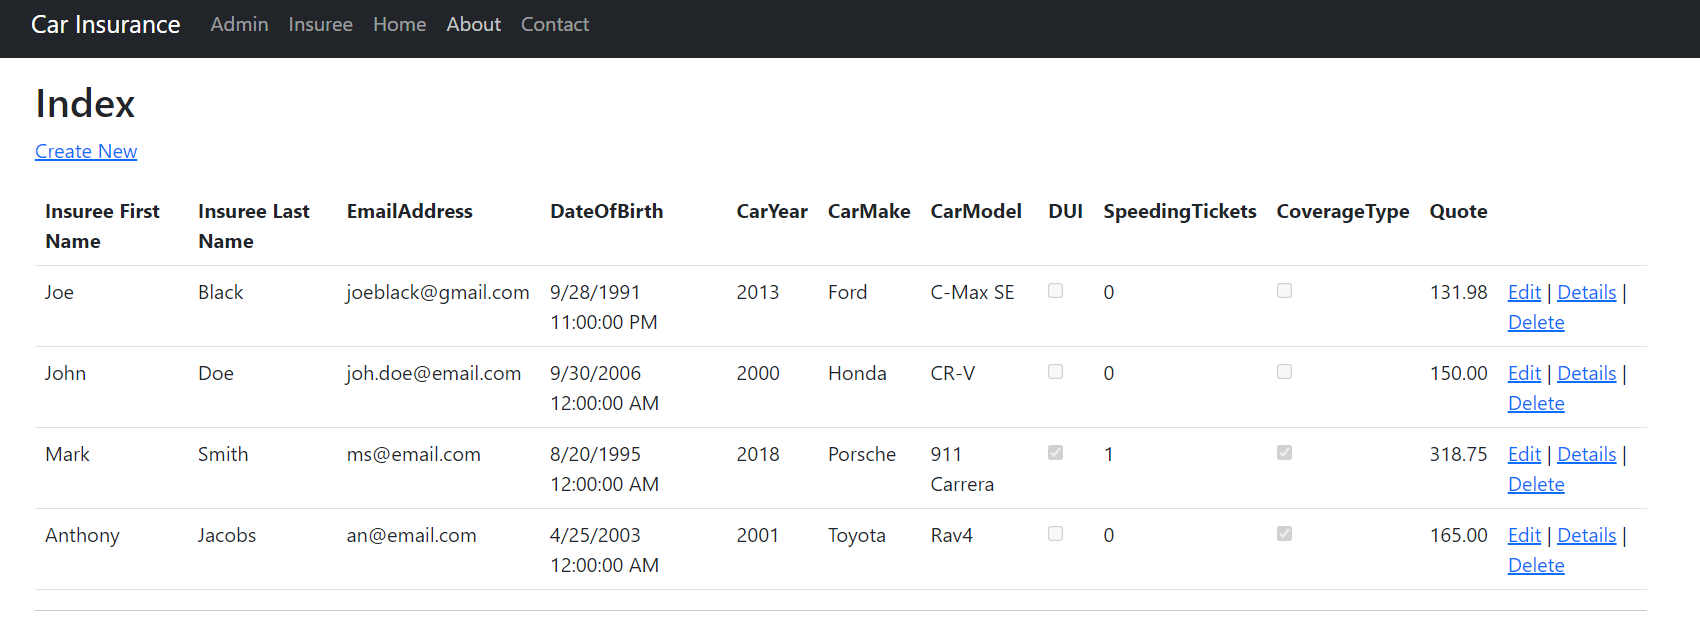 Car Insurance Admin Insuree Home About Contact
Index
Create New
Insuree First Name Insuree Last Name EmailAddress DateOfBirth CarYear CarMake CarModel DUI SpeedingTickets CoverageType Quote
Joe Black joeblack@gmail.com 9/28/1991 11:00:00 PM 2013 Ford C-Max SE 0 131.98 Edit | Details | Delete
John Doe joh.doe@email.com 9/30/2006 12:00:00 AM 2000 Honda CR-V 0 150.00 Edit | Details | Delete
Mark Smith ms@email.com 8/20/1995 12:00:00 AM 2018 Porsche 911 Carrera 1 318.75 Edit | Details | Delete
Anthony Jacobs an@email.com 4/25/2003 12:00:00 AM 2001 Toyota Rav4 0 165.00 Edit | Details | Delete